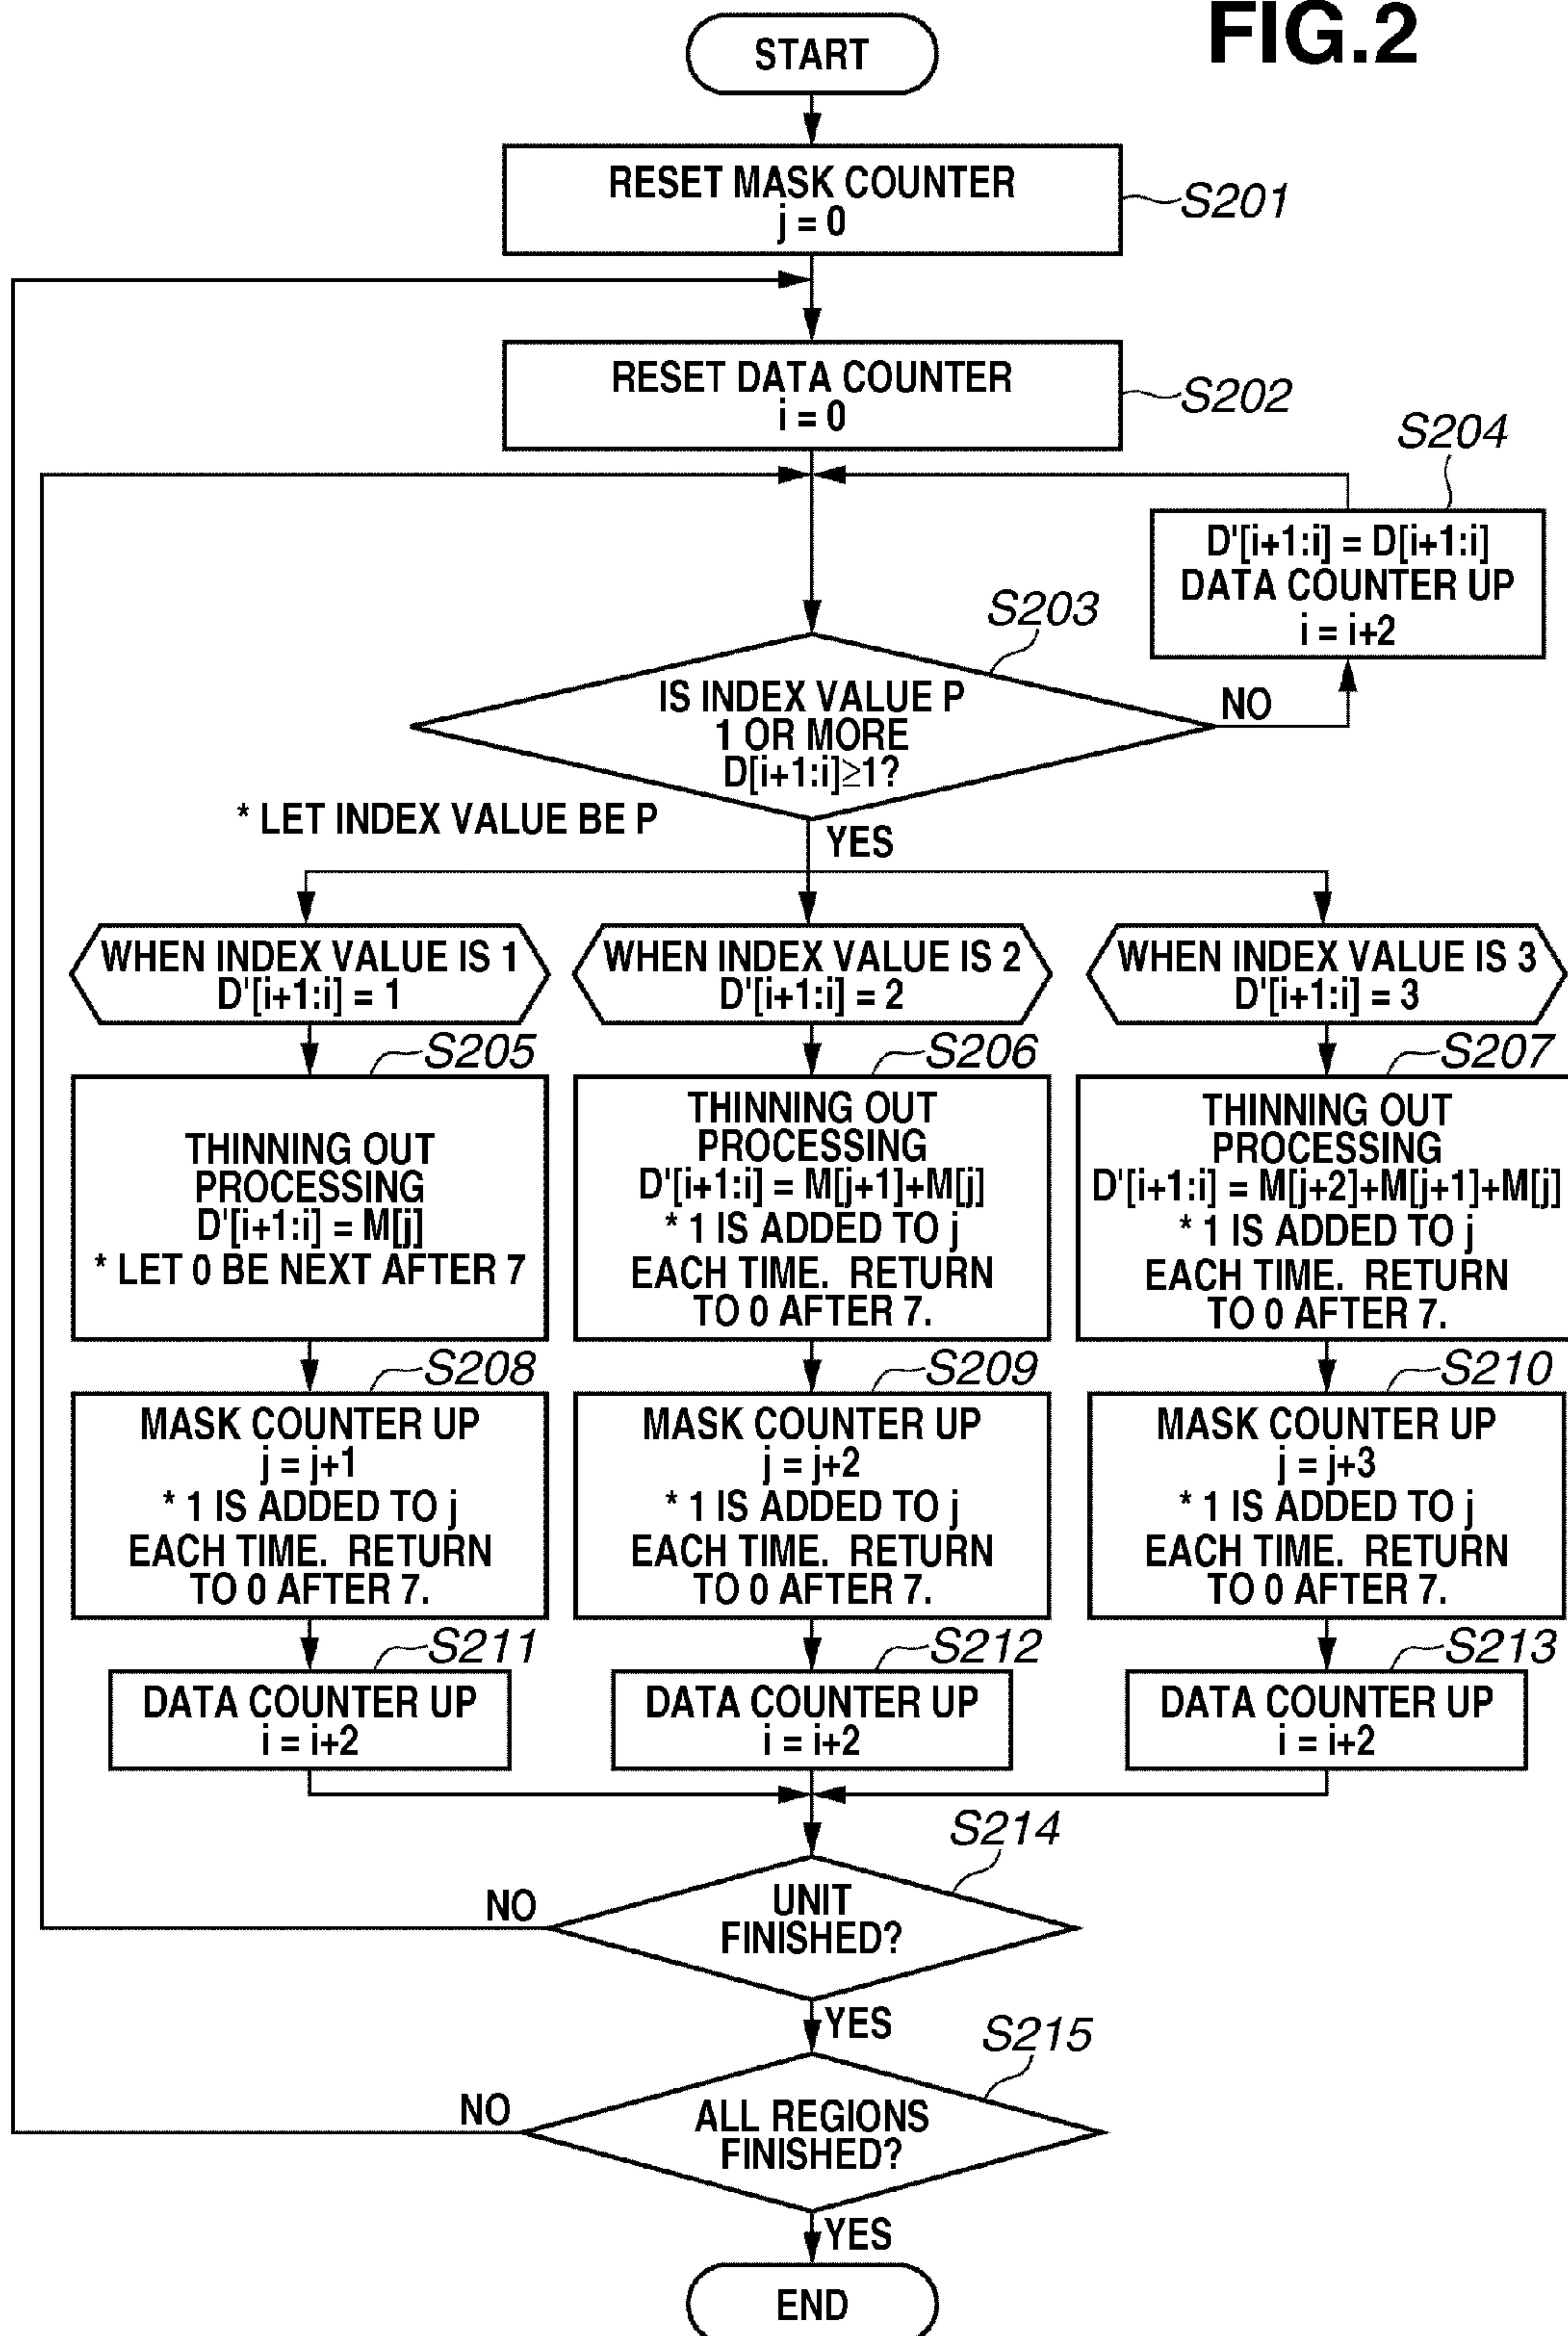 FIG.2
START
RESET MASK COUNTER
j = 0
S201
RESET DATA COUNTER
i = 0
S202
S204
D'[i+1:i] = D[i+1:i]
DATA COUNTER UP
i = i+2
S203
IS INDEX VALUE P
1 OR MORE
D[i+1:i]≥1?
NO
* LET INDEX VALUE BE P
YES
WHEN INDEX VALUE IS 1
D'[i+1:i] = 1
WHEN INDEX VALUE IS 2
D'[i+1:i] = 2
WHEN INDEX VALUE IS 3
D'[i+1:i] = 3
S205
THINNING OUT
PROCESSING
D'[i+1:i] = M[j]
* LET 0 BE NEXT AFTER 7
S206
THINNING OUT
PROCESSING
D'[i+1:i] = M[j+1]+M[j]
* 1 IS ADDED TO j
EACH TIME. RETURN
TO 0 AFTER 7.
S207
THINNING OUT
PROCESSING
D'[i+1:i] = M[j+2]+M[j+1]+M[j]
* 1 IS ADDED TO j
EACH TIME. RETURN
TO 0 AFTER 7.
S208
MASK COUNTER UP
j = j+1
* 1 IS ADDED TO j
EACH TIME. RETURN
TO 0 AFTER 7.
S209
MASK COUNTER UP
j = j+2
* 1 IS ADDED TO j
EACH TIME. RETURN
TO 0 AFTER 7.
S210
MASK COUNTER UP
j = j+3
* 1 IS ADDED TO j
EACH TIME. RETURN
TO 0 AFTER 7.
S211
DATA COUNTER UP
i = i+2
S212
DATA COUNTER UP
i = i+2
S213
DATA COUNTER UP
i = i+2
S214
UNIT
FINISHED?
NO
YES
S215
ALL REGIONS
FINISHED?
NO
YES
END